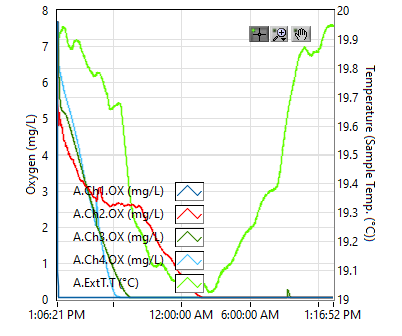 8
7
6
5
4
3
2
1
0
Oxygen (mg/L)
20
19.9
19.8
19.7
19.6
19.5
19.4
19.3
19.2
19.1
19
Temperature (Sample Temp. (°C))
A.Ch1.OX (mg/L)
A.Ch2.OX (mg/L)
A.Ch3.OX (mg/L)
A.Ch4.OX (mg/L)
A.ExtT.T (°C)
1:06:21 PM 12:00:00 AM 6:00:00 AM 1:16:52 PM